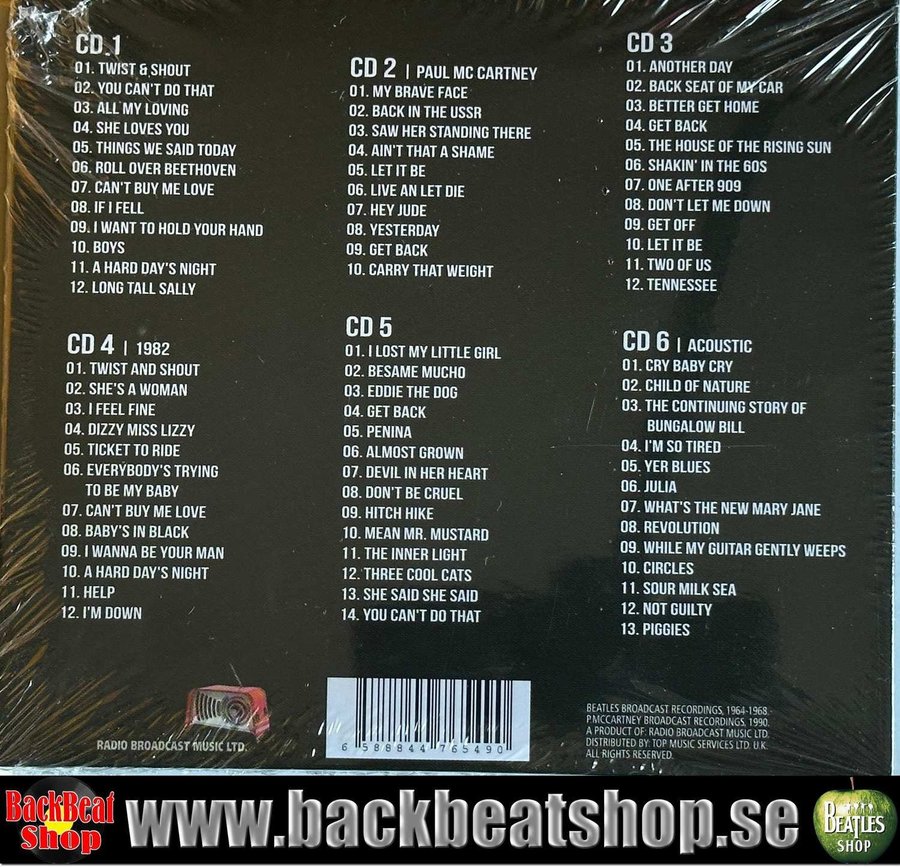 CD.1
01. TWIST & SHOUT
02. YOU CAN'T DO THAT
03. ALL MY LOVING
04. SHE LOVES YOU
05. THINGS WE SAID TODAY
06. ROLL OVER BEETHOVEN
07. CAN'T BUY ME LOVE
08. IF I FELL
09. I WANT TO HOLD YOUR HAND
10. BOYS
11. A HARD DAY'S NIGHT
12. LONG TALL SALLY
CD 2 | PAUL MC CARTNEY
01. MY BRAVE FACE
02. BACK IN THE USSR
03. SAW HER STANDING THERE
04. AIN'T THAT A SHAME
05. LET IT BE
06. LIVE AN LET DIE
07. HEY JUDE
08. YESTERDAY
09. GET BACK
10. CARRY THAT WEIGHT
CD 3
01. ANOTHER DAY
02. BACK SEAT OF MY CAR
03. BETTER GET HOME
04. GET BACK
05. THE HOUSE OF THE RISING SUN
06. SHAKIN' IN THE 60S
07. ONE AFTER 909
08. DON'T LET ME DOWN
09. GET OFF
10. LET IT BE
11. TWO OF US
12. TENNESSEE
CD 4 | 1982
01. TWIST AND SHOUT
02. SHE'S A WOMAN
03. I FEEL FINE
04. DIZZY MISS LIZZY
05. TICKET TO RIDE
06. EVERYBODY'S TRYING
TO BE MY BABY
07. CAN'T BUY ME LOVE
08. BABY'S IN BLACK
09. I WANNA BE YOUR MAN
10. A HARD DAY'S NIGHT
11. HELP
12. I'M DOWN
CD 5
01. I LOST MY LITTLE GIRL
02. BESAME MUCHO
03. EDDIE THE DOG
04. GET BACK
05. PENINA
06. ALMOST GROWN
07. DEVIL IN HER HEART
08. DON'T BE CRUEL
09. HITCH HIKE
10. MEAN MR. MUSTARD
11. THE INNER LIGHT
12. THREE COOL CATS
13. SHE SAID SHE SAID
14. YOU CAN'T DO THAT
CD 6 | ACOUSTIC
01. CRY BABY CRY
02. CHILD OF NATURE
03. THE CONTINUING STORY OF
BUNGALOW BILL
04. I'M SO TIRED
05. YER BLUES
06. JULIA
07. WHAT'S THE NEW MARY JANE
08. REVOLUTION
09. WHILE MY GUITAR GENTLY WEEPS
10. CIRCLES
11. SOUR MILK SEA
12. NOT GUILTY
13. PIGGIES
RADIO BROADCAST MUSIC LTD.
6 588844 765490
BEATLES BROADCAST RECORDINGS, 1964-1968.
P.MCCARTNEY BROADCAST RECORDINGS, 1990.
A PRODUCT OF: RADIO BROADCAST MUSIC LTD.
DISTRIBUTED BY: TOP MUSIC SERVICES LTD. U.K.
ALL RIGHTS RESERVED.
BackBeat
Shop
www.backbeatshop.se
BEATLES
SHOP